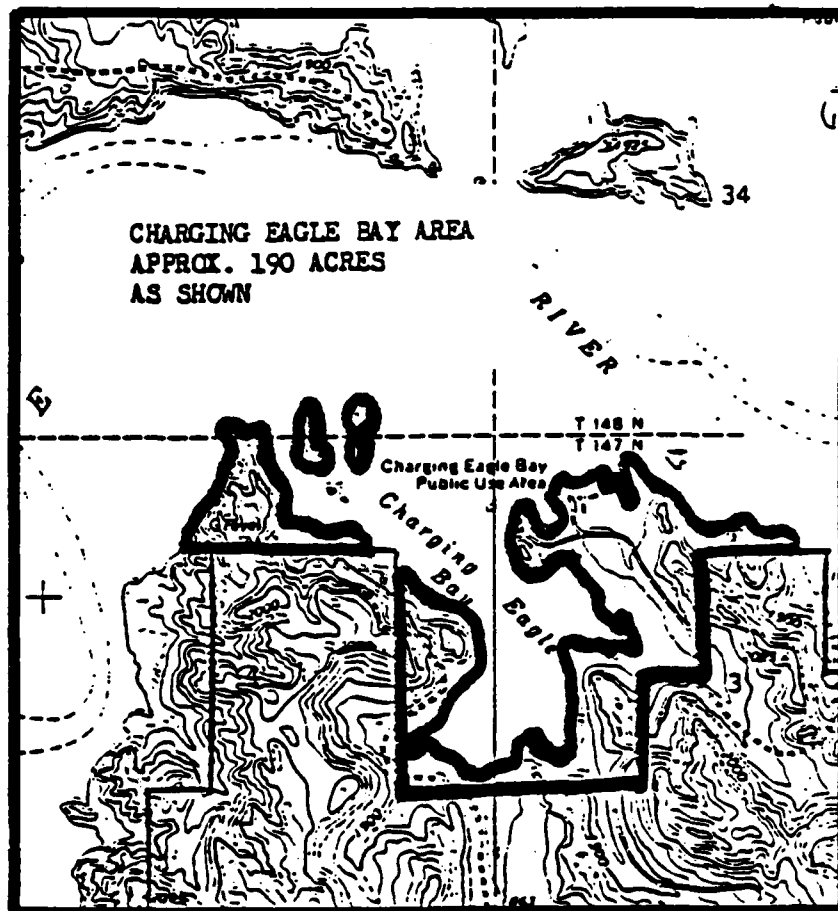 34
CHARGING EAGLE BAY AREA
APPROX. 190 ACRES
AS SHOWN
RIVER
T 148 N
T 147 N
Charging Eagle Bay
Public Use Area
Charging Eagle
Bay
3